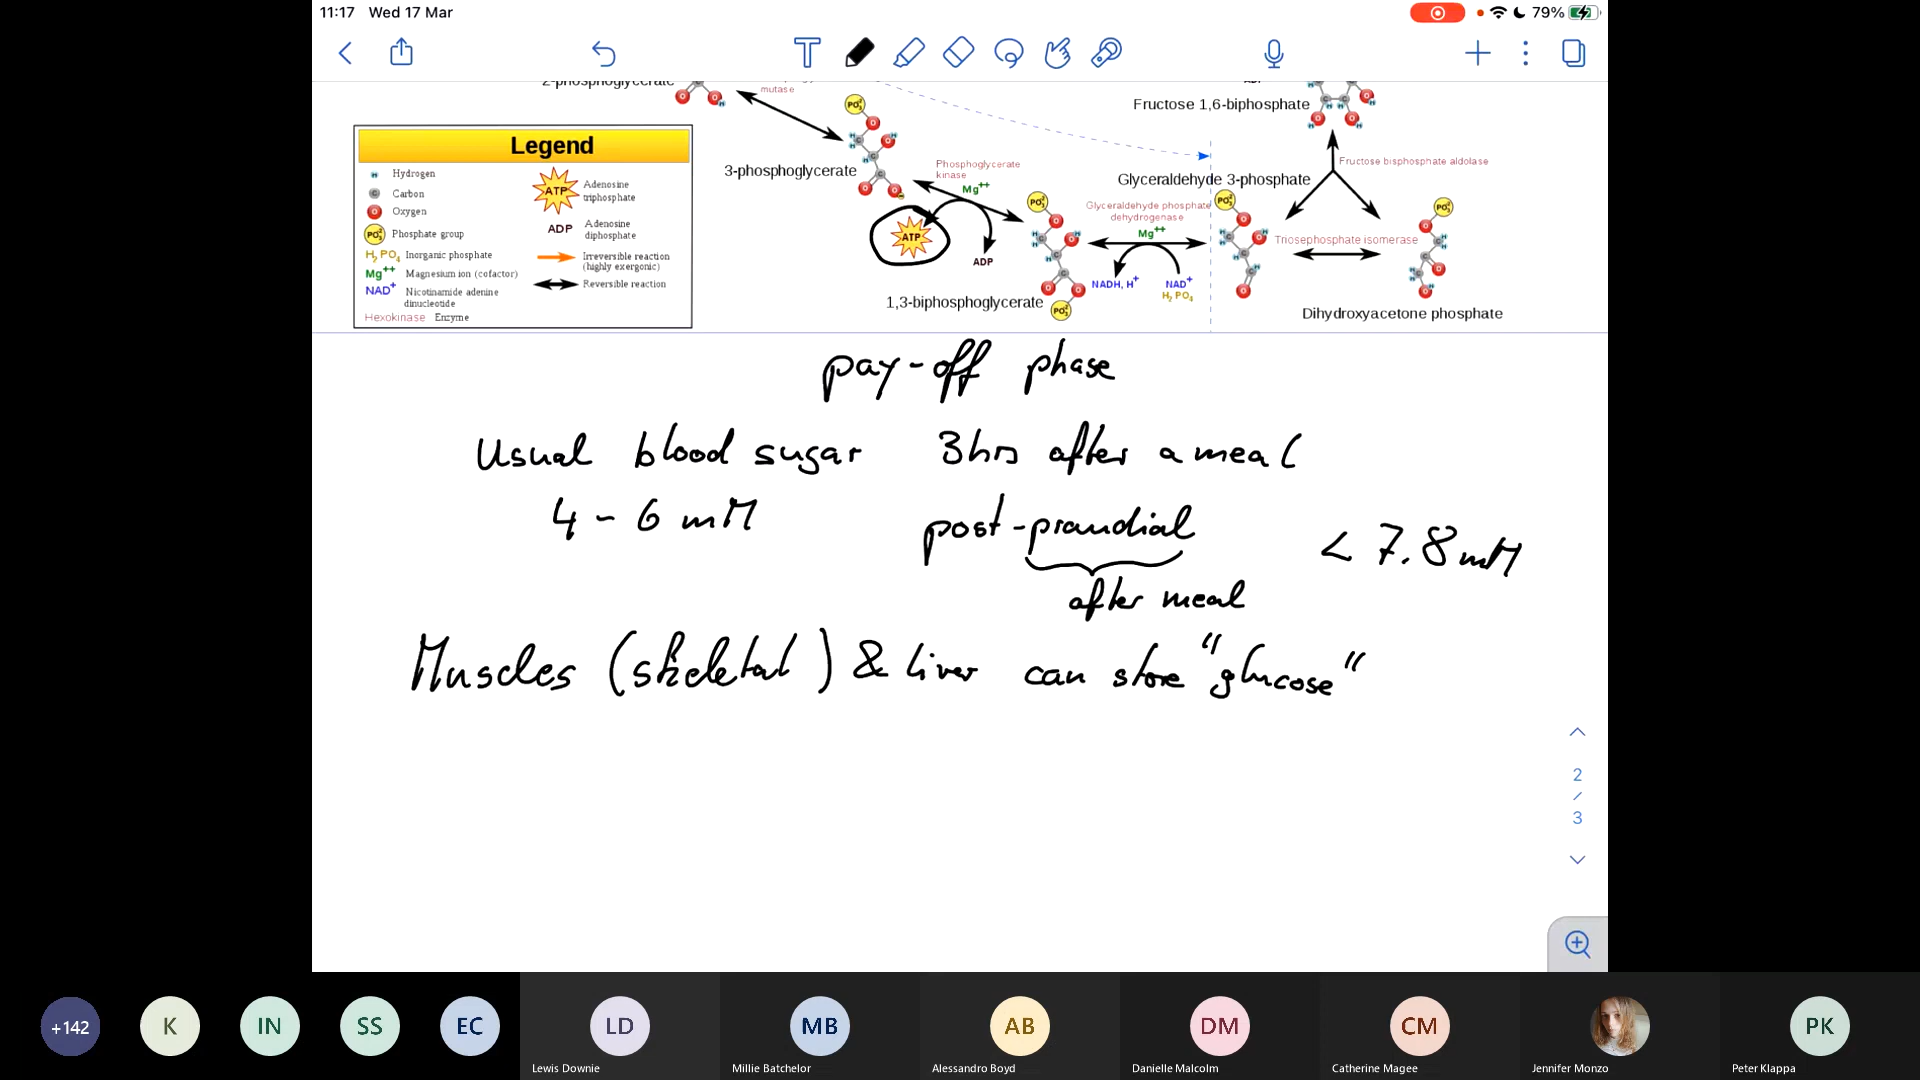 11:17 Wed 17 Mar
79%
2-phosphoglycerate
mutase
Legend
Hydrogen
Carbon
Oxygen
Phosphate group
H₃PO₄ Inorganic phosphate
Mg⁺⁺ Magnesium ion (cofactor)
NAD⁺ Nicotinamide adenine
dinucleotide
Hexokinase Enzyme
ATP Adenosine
triphosphate
ADP Adenosine
diphosphate
Irreversible reaction
(highly exergonic)
Reversible reaction
3-phosphoglycerate
Phosphoglycerate
kinase
Mg⁺⁺
ATP
ADP
1,3-biphosphoglycerate
Glyceraldehyde 3-phosphate
Glyceraldehyde phosphate
dehydrogenase
Mg⁺⁺
NADH, H⁺
NAD⁺
H₃PO₄
Fructose 1,6-biphosphate
Fructose bisphosphate aldolase
Triosephosphate isomerase
Dihydroxyacetone phosphate
pay-off phase
Usual blood sugar 3hrs after a meal
4 - 6 mM post-prandial < 7.8 mM
after meal
Muscles (skeletal) & liver can store "glucose"
2
/
3
+142 K IN SS EC LD MB AB DM CM PK
Lewis Downie Millie Batchelor Alessandro Boyd Danielle Malcolm Catherine Magee Jennifer Monzo Peter Klappa